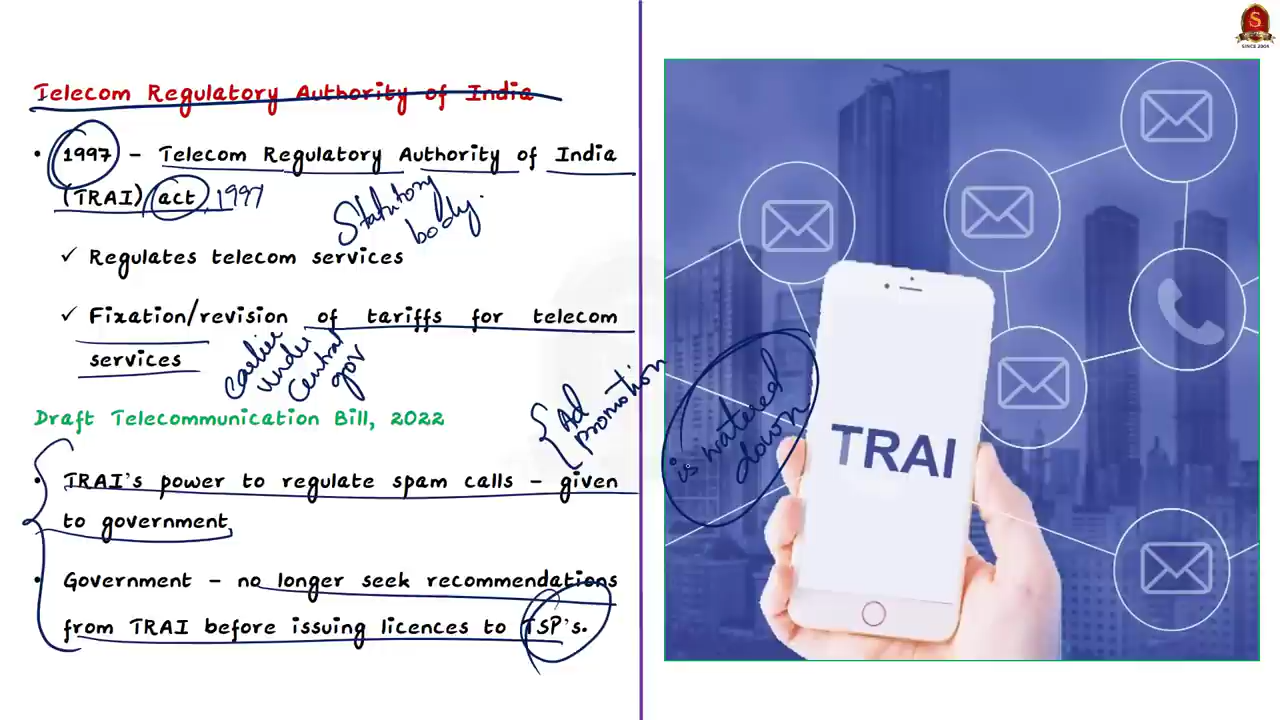 Telecom Regulatory Authority of India
• 1997 – Telecom Regulatory Authority of India
(TRAI) act, 1997
Statutory
body.
✓ Regulates telecom services
✓ Fixation/revision of tariffs for telecom
services
earlier
under
central
gov
Draft Telecommunication Bill, 2022
Ad
promotion
• TRAI's power to regulate spam calls – given
to government
• Government – no longer seek recommendations
from TRAI before issuing licences to TSP's.
is watered
down
TRAI
S
SINCE 2004